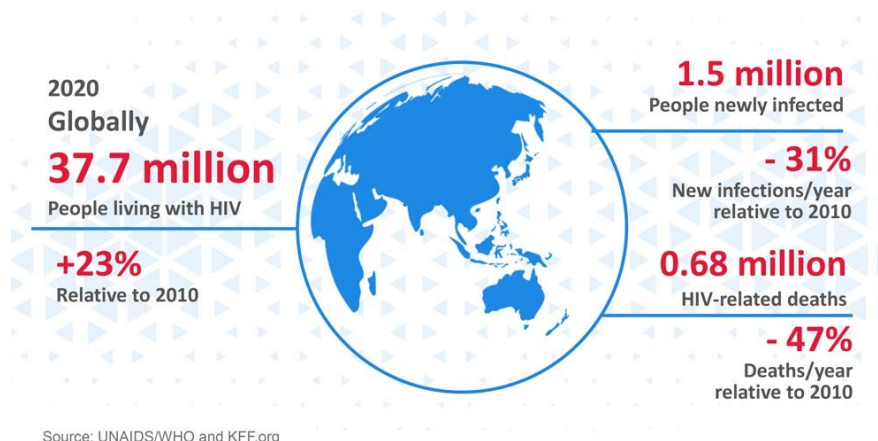 2020
Globally
37.7 million
People living with HIV
+23%
Relative to 2010
1.5 million
People newly infected
- 31%
New infections/year
relative to 2010
0.68 million
HIV-related deaths
- 47%
Deaths/year
relative to 2010
Source: UNAIDS/WHO and KFF.org